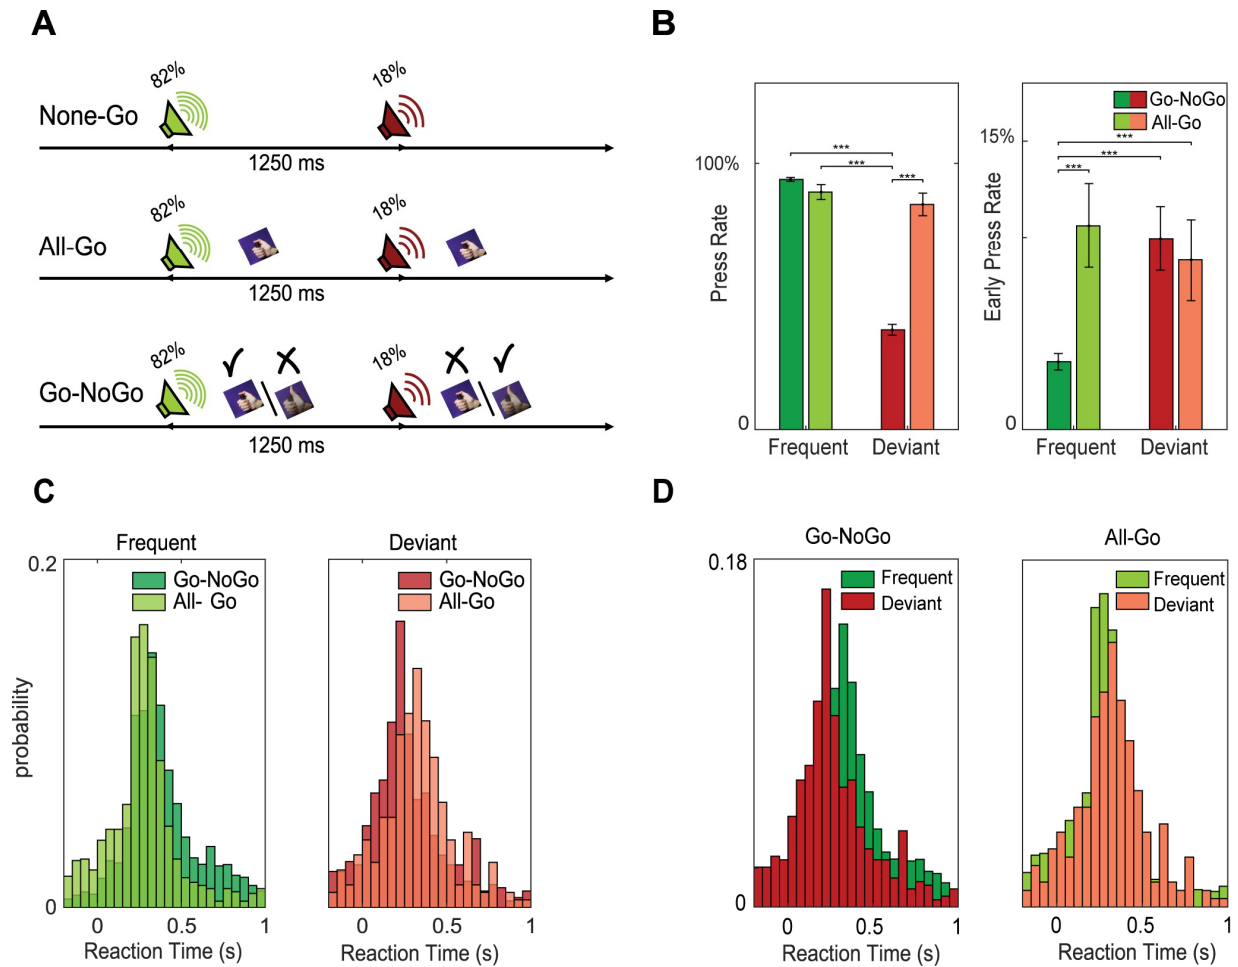 A
82%
18%
None-Go
1250 ms
82%
18%
All-Go
1250 ms
82%
18%
Go-NoGo
1250 ms
B
100%
0
Press Rate
***
***
***
Frequent
Deviant
15%
0
Early Press Rate
Go-NoGo
All-Go
***
***
***
Frequent
Deviant
C
Frequent
0.2
0
probability
Go-NoGo
All- Go
0
0.5
1
Reaction Time (s)
Deviant
Go-NoGo
All-Go
0
0.5
1
Reaction Time (s)
D
Go-NoGo
0.18
0
Frequent
Deviant
0
0.5
1
Reaction Time (s)
All-Go
Frequent
Deviant
0
0.5
1
Reaction Time (s)